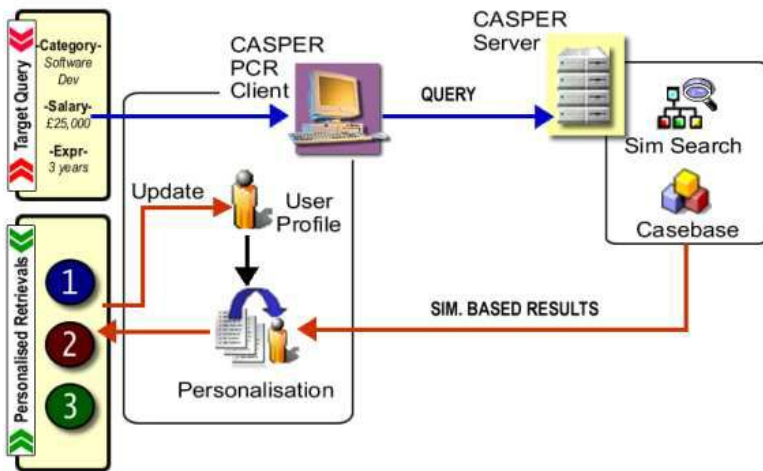 Target Query
-Category-
Software
Dev
-Salary-
£25,000
-Expr-
3 years
CASPER
PCR
Client
QUERY
CASPER
Server
Sim Search
Casebase
Update
User
Profile
SIM. BASED RESULTS
Personalisation
Personalised Retrievals
1
2
3